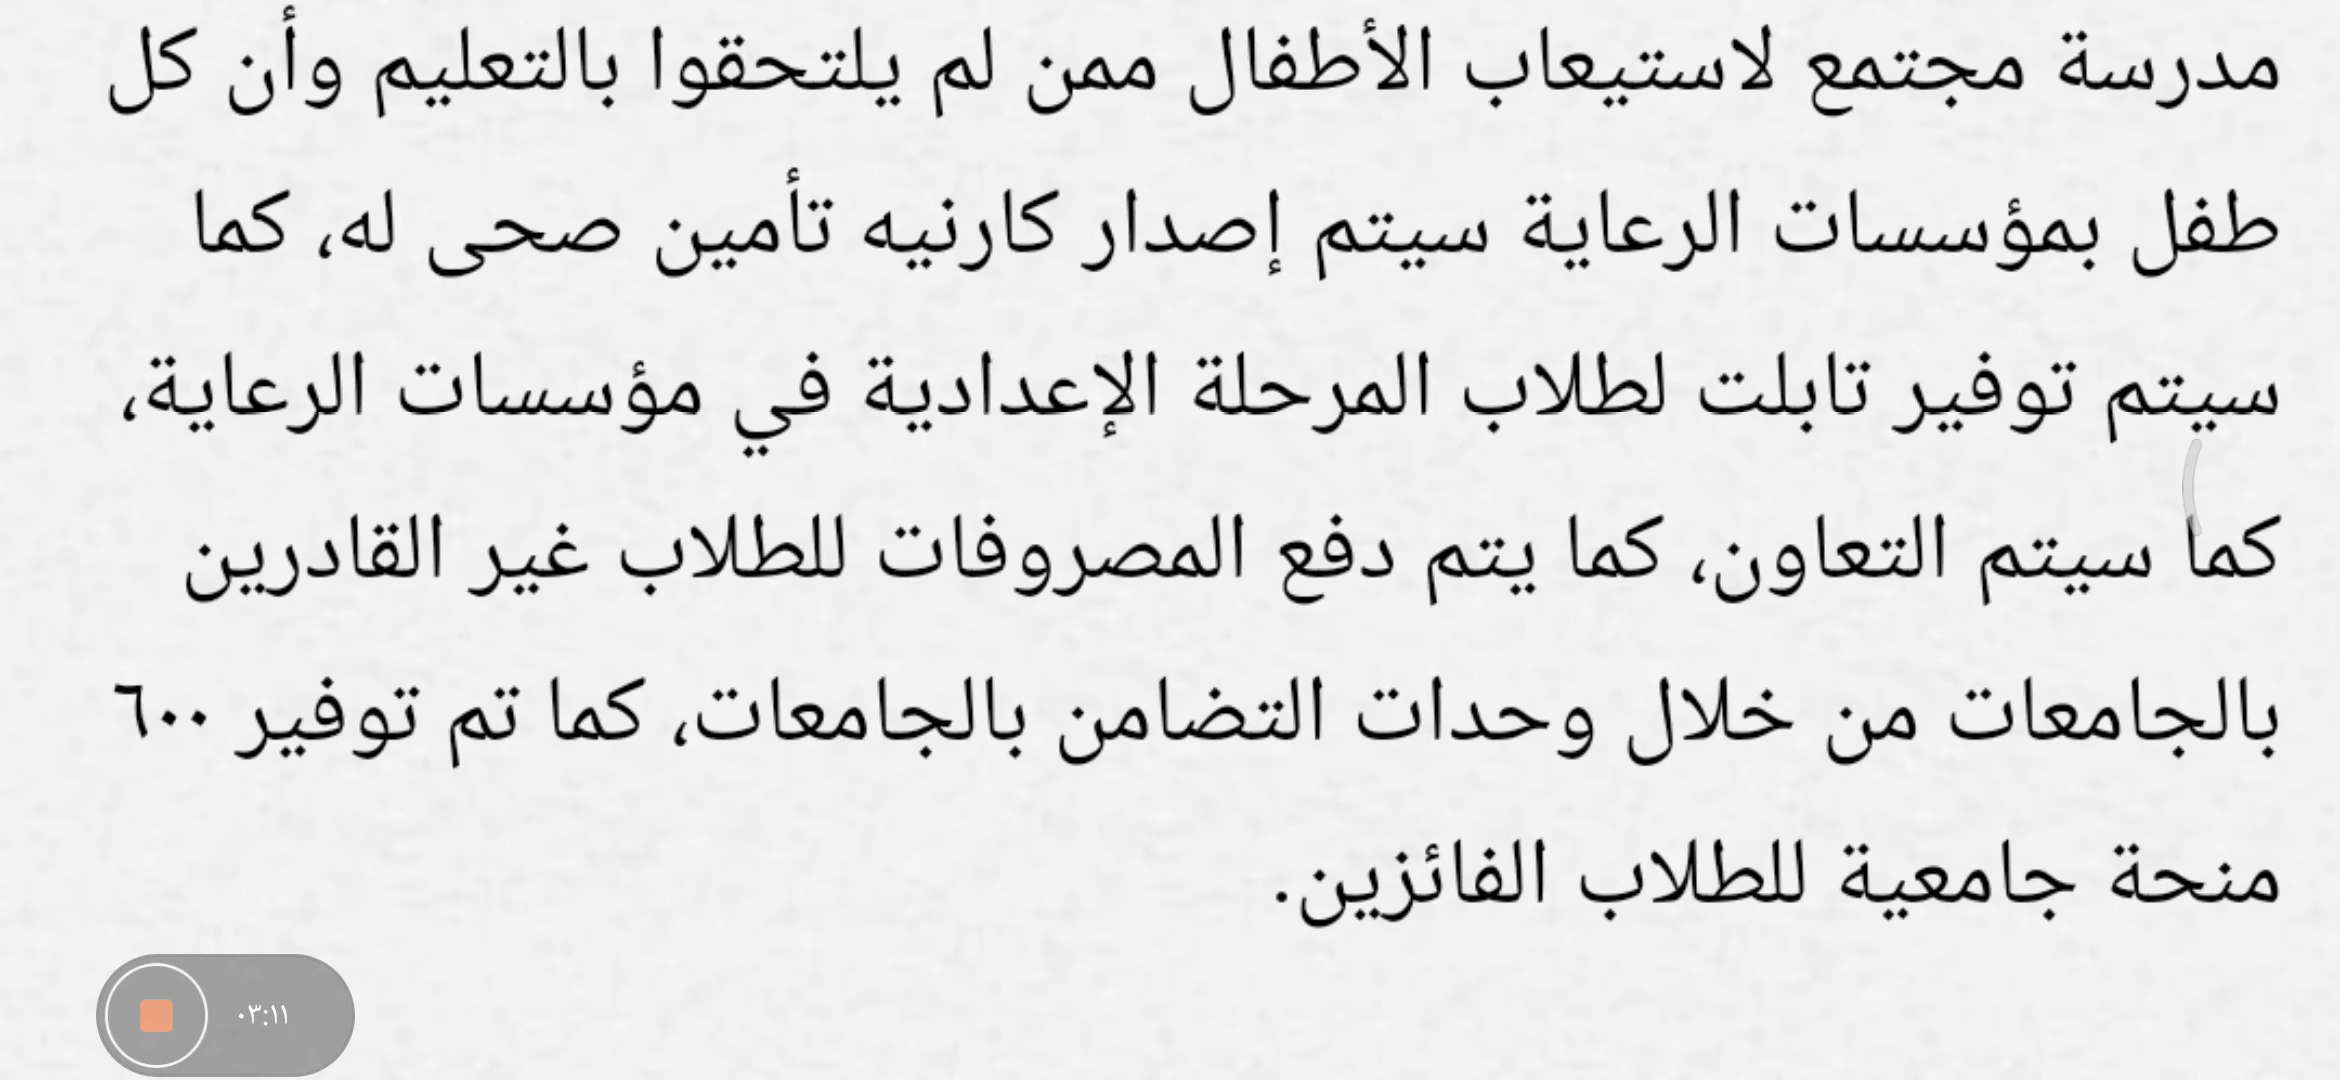 مدرسة مجتمع لاستيعاب الأطفال ممن لم يلتحقوا بالتعليم وأن كل
طفل بمؤسسات الرعاية سيتم إصدار كارنيه تأمين صحى له، كما
سيتم توفير تابلت لطلاب المرحلة الإعدادية في مؤسسات الرعاية،
كما سيتم التعاون، كما يتم دفع المصروفات للطلاب غير القادرين
بالجامعات من خلال وحدات التضامن بالجامعات، كما تم توفير ٦٠٠
منحة جامعية للطلاب الفائزين.
٠٣:١١